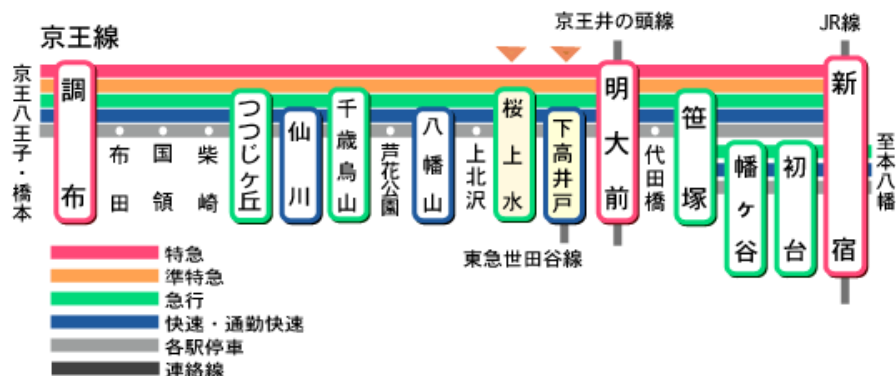 京王線
京王井の頭線
JR線
京王八王子・橋本
調布
布田
国領
柴崎
つつじヶ丘
仙川
千歳烏山
芦花公園
八幡山
上北沢
桜上水
下高井戸
明大前
代田橋
笹塚
幡ヶ谷
初台
新宿
至本八幡
東急世田谷線
特急
準特急
急行
快速・通勤快速
各駅停車
連絡線